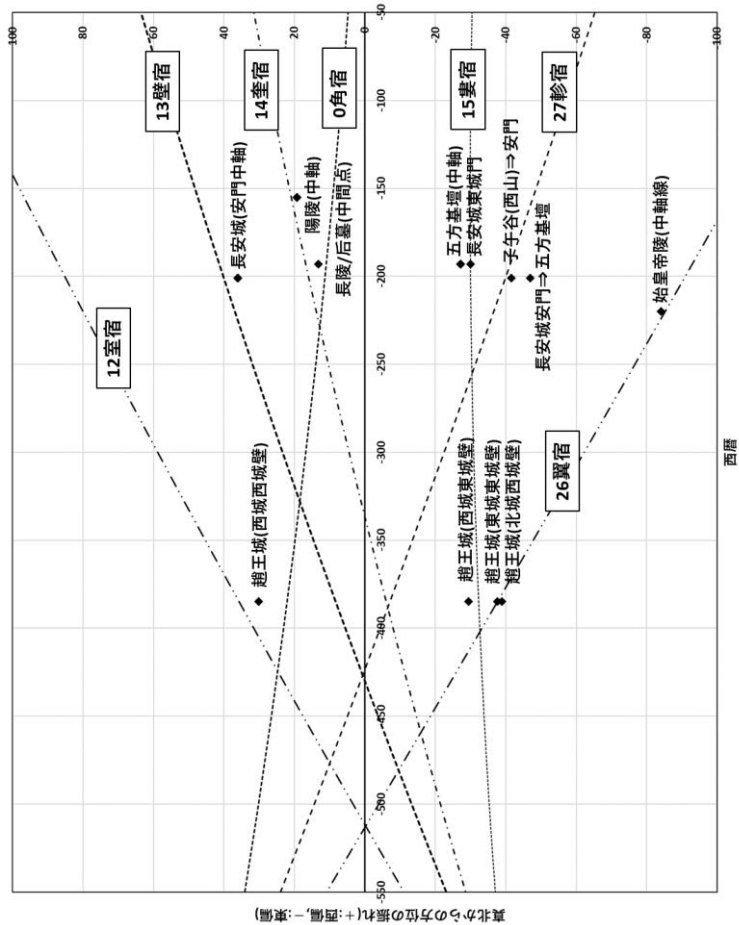 真北からの方位の振れ(+:西偏, −:東偏)
100
80
60
40
20
0
-20
-40
-60
-80
-100
-550
-500
-450
-400
-350
-300
-250
-200
-150
-100
-50
12室宿
13壁宿
14奎宿
0角宿
15婁宿
27軫宿
26翼宿
趙王城(西城西城壁)
長安城(安門中軸)
陽陵(中軸)
長陵/后墓(中間点)
趙王城(西城東城壁)
趙王城(東城東城壁)
趙王城(北城西城壁)
五方基壇(中軸)
長安城東城門
子午谷(西山)⇒安門
長安城安門⇒五方基壇
始皇帝陵(中軸線)
西暦